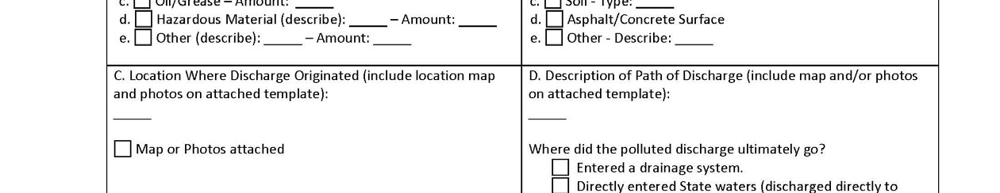 c. ☐ Oil/Grease – Amount: _____
d. ☐ Hazardous Material (describe): _____ – Amount: _____
e. ☐ Other (describe): _____ – Amount: _____
c. ☐ Soil - Type: _____
d. ☐ Asphalt/Concrete Surface
e. ☐ Other - Describe: _____
C. Location Where Discharge Originated (include location map
and photos on attached template):
_____
☐ Map or Photos attached
D. Description of Path of Discharge (include map and/or photos
on attached template):
_____
Where did the polluted discharge ultimately go?
☐ Entered a drainage system.
☐ Directly entered State waters (discharged directly to